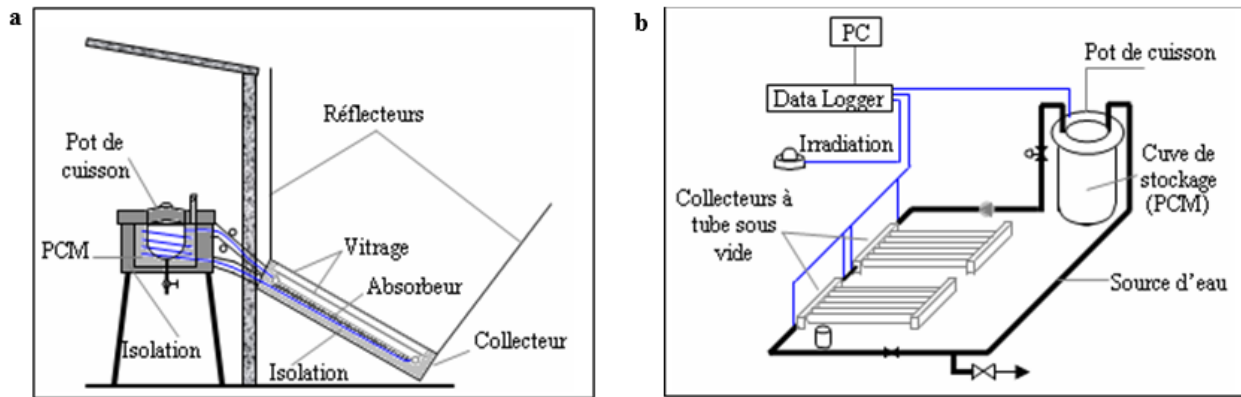 a
Réflecteurs
Pot de
cuisson
PCM
Vitrage
Absorbeur
Collecteur
Isolation
Isolation
b
PC
Pot de cuisson
Data Logger
Irradiation
Cuve de
stockage
(PCM)
Collecteurs à
tube sous
vide
Source d'eau